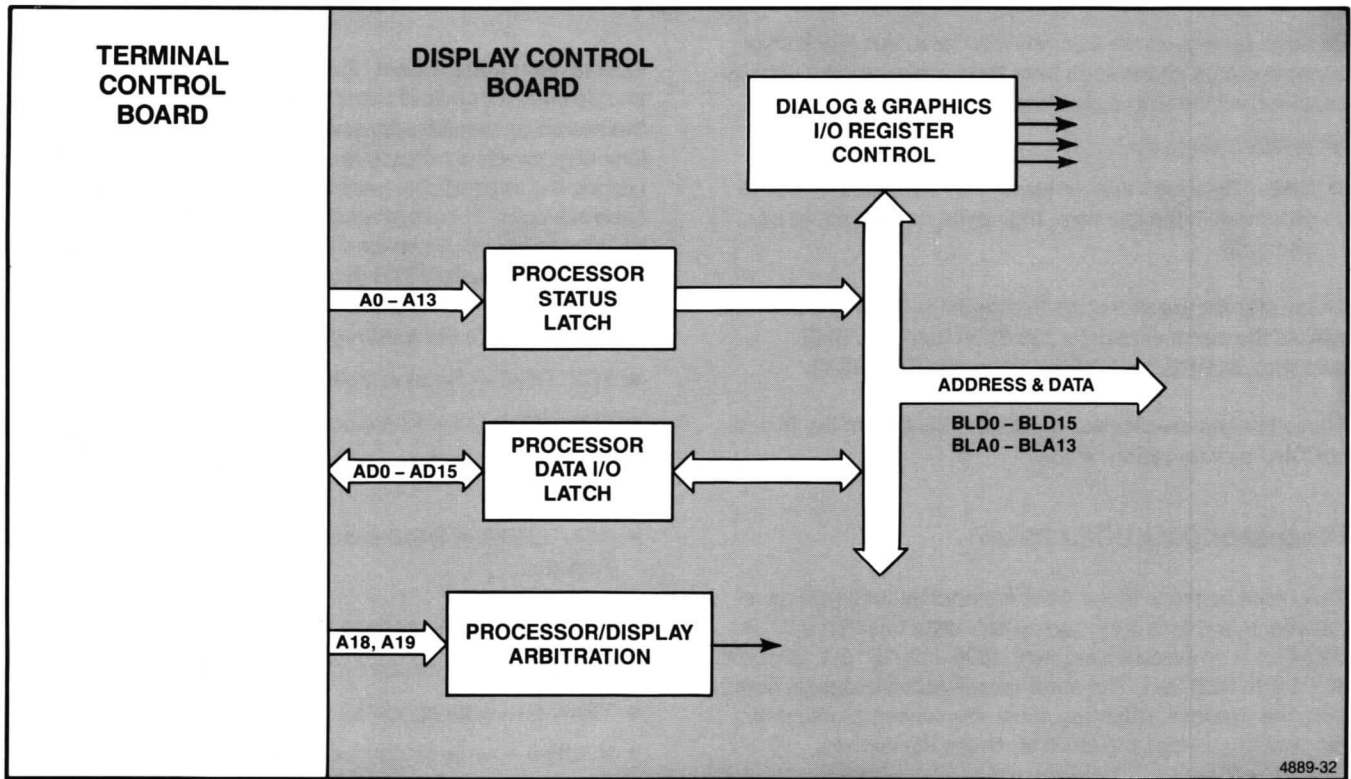 TERMINAL
CONTROL
BOARD
DISPLAY CONTROL
BOARD
DIALOG & GRAPHICS
I/O REGISTER
CONTROL
A0 – A13
PROCESSOR
STATUS
LATCH
ADDRESS & DATA
BLD0 – BLD15
BLA0 – BLA13
AD0 – AD15
PROCESSOR
DATA I/O
LATCH
A18, A19
PROCESSOR/DISPLAY
ARBITRATION
4889-32